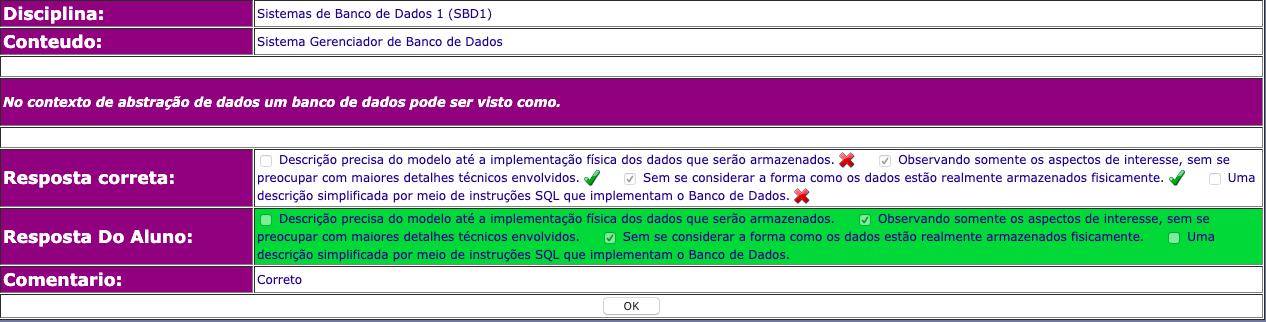 Disciplina: Sistemas de Banco de Dados 1 (SBD1)
Conteudo: Sistema Gerenciador de Banco de Dados
No contexto de abstração de dados um banco de dados pode ser visto como.
Resposta correta:
Descrição precisa do modelo até a implementação física dos dados que serão armazenados. Observando somente os aspectos de interesse, sem se
preocupar com maiores detalhes técnicos envolvidos. Sem se considerar a forma como os dados estão realmente armazenados fisicamente. Uma
descrição simplificada por meio de instruções SQL que implementam o Banco de Dados.
Resposta Do Aluno:
Descrição precisa do modelo até a implementação física dos dados que serão armazenados. Observando somente os aspectos de interesse, sem se
preocupar com maiores detalhes técnicos envolvidos. Sem se considerar a forma como os dados estão realmente armazenados fisicamente. Uma
descrição simplificada por meio de instruções SQL que implementam o Banco de Dados.
Comentario: Correto
OK